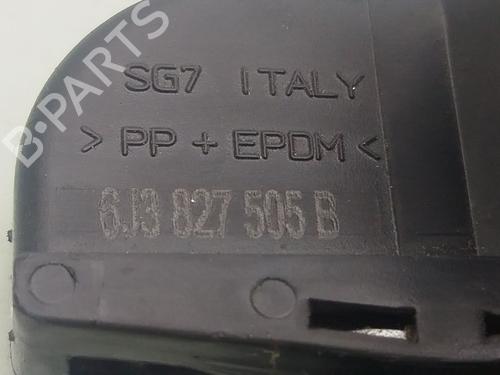 B-PARTS
SG7 ITALY
> PP + EPDM <
6J3 827 505 B